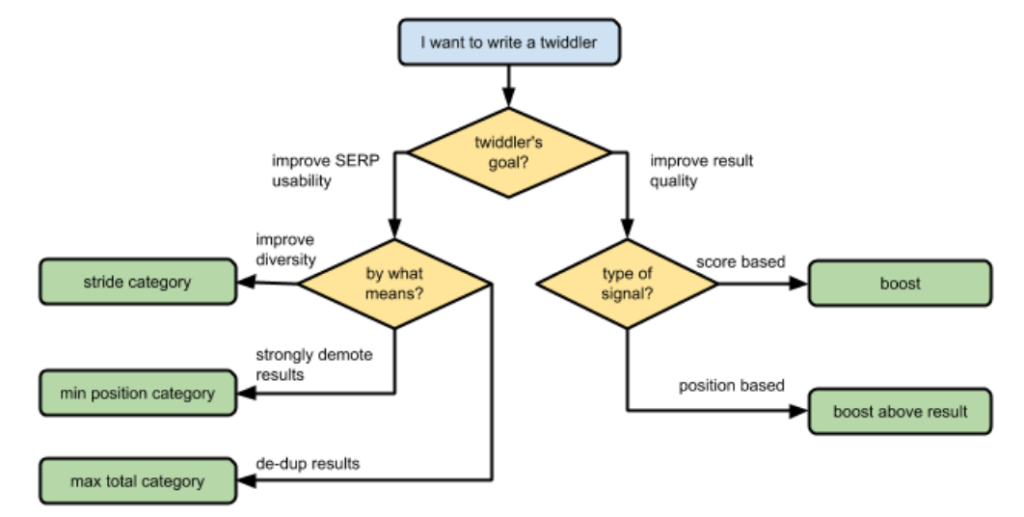 I want to write a twiddler
twiddler's
goal?
improve SERP
usability
improve result
quality
improve
diversity
by what
means?
type of
signal?
score based
stride category
boost
strongly demote
results
min position category
position based
boost above result
de-dup results
max total category